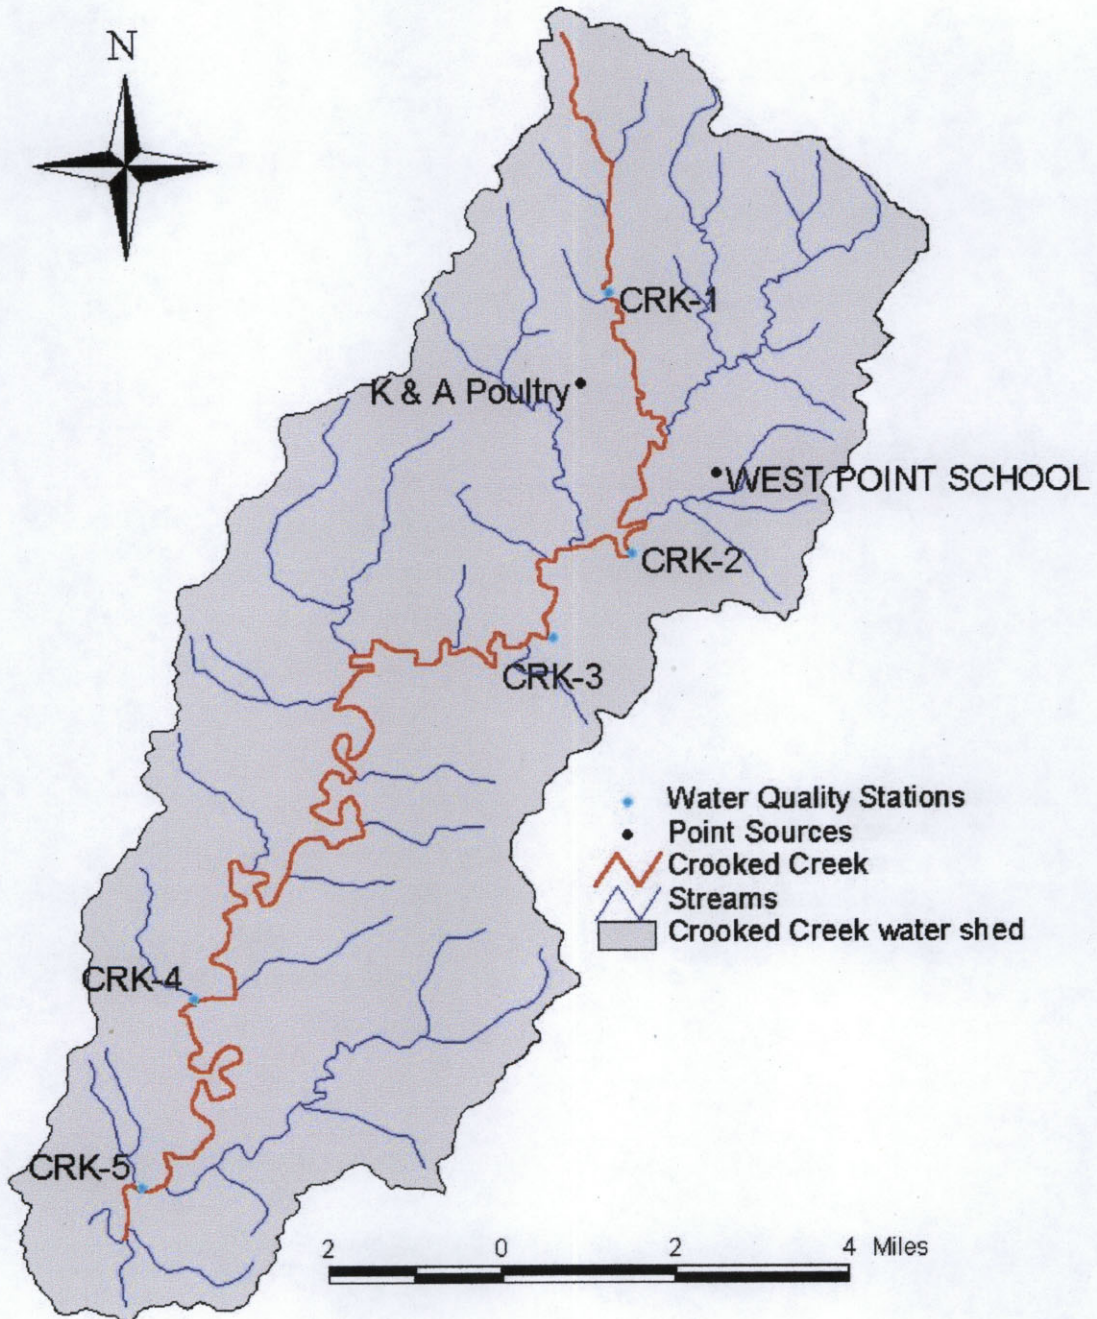 N
CRK-1
K & A Poultry
WEST POINT SCHOOL
CRK-2
CRK-3
Water Quality Stations
Point Sources
Crooked Creek
Streams
Crooked Creek water shed
CRK-4
CRK-5
2 0 2 4 Miles